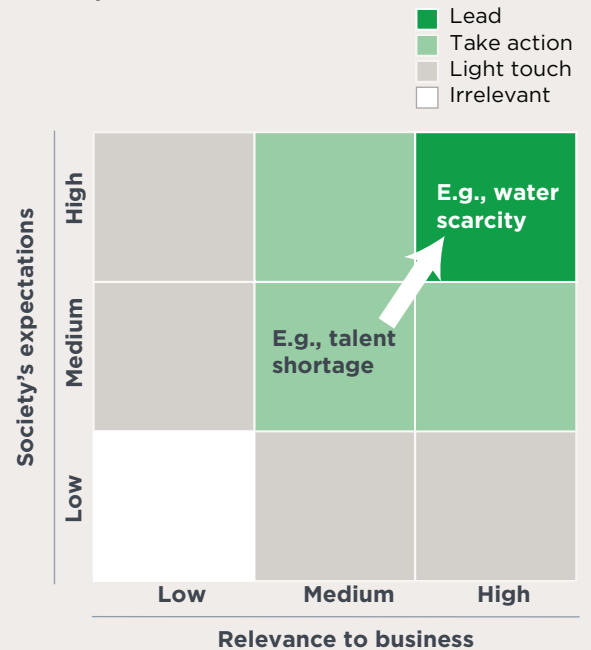 Lead
Take action
Light touch
Irrelevant
Society's expectations
High
Medium
Low
E.g., water
scarcity
E.g., talent
shortage
Low
Medium
High
Relevance to business